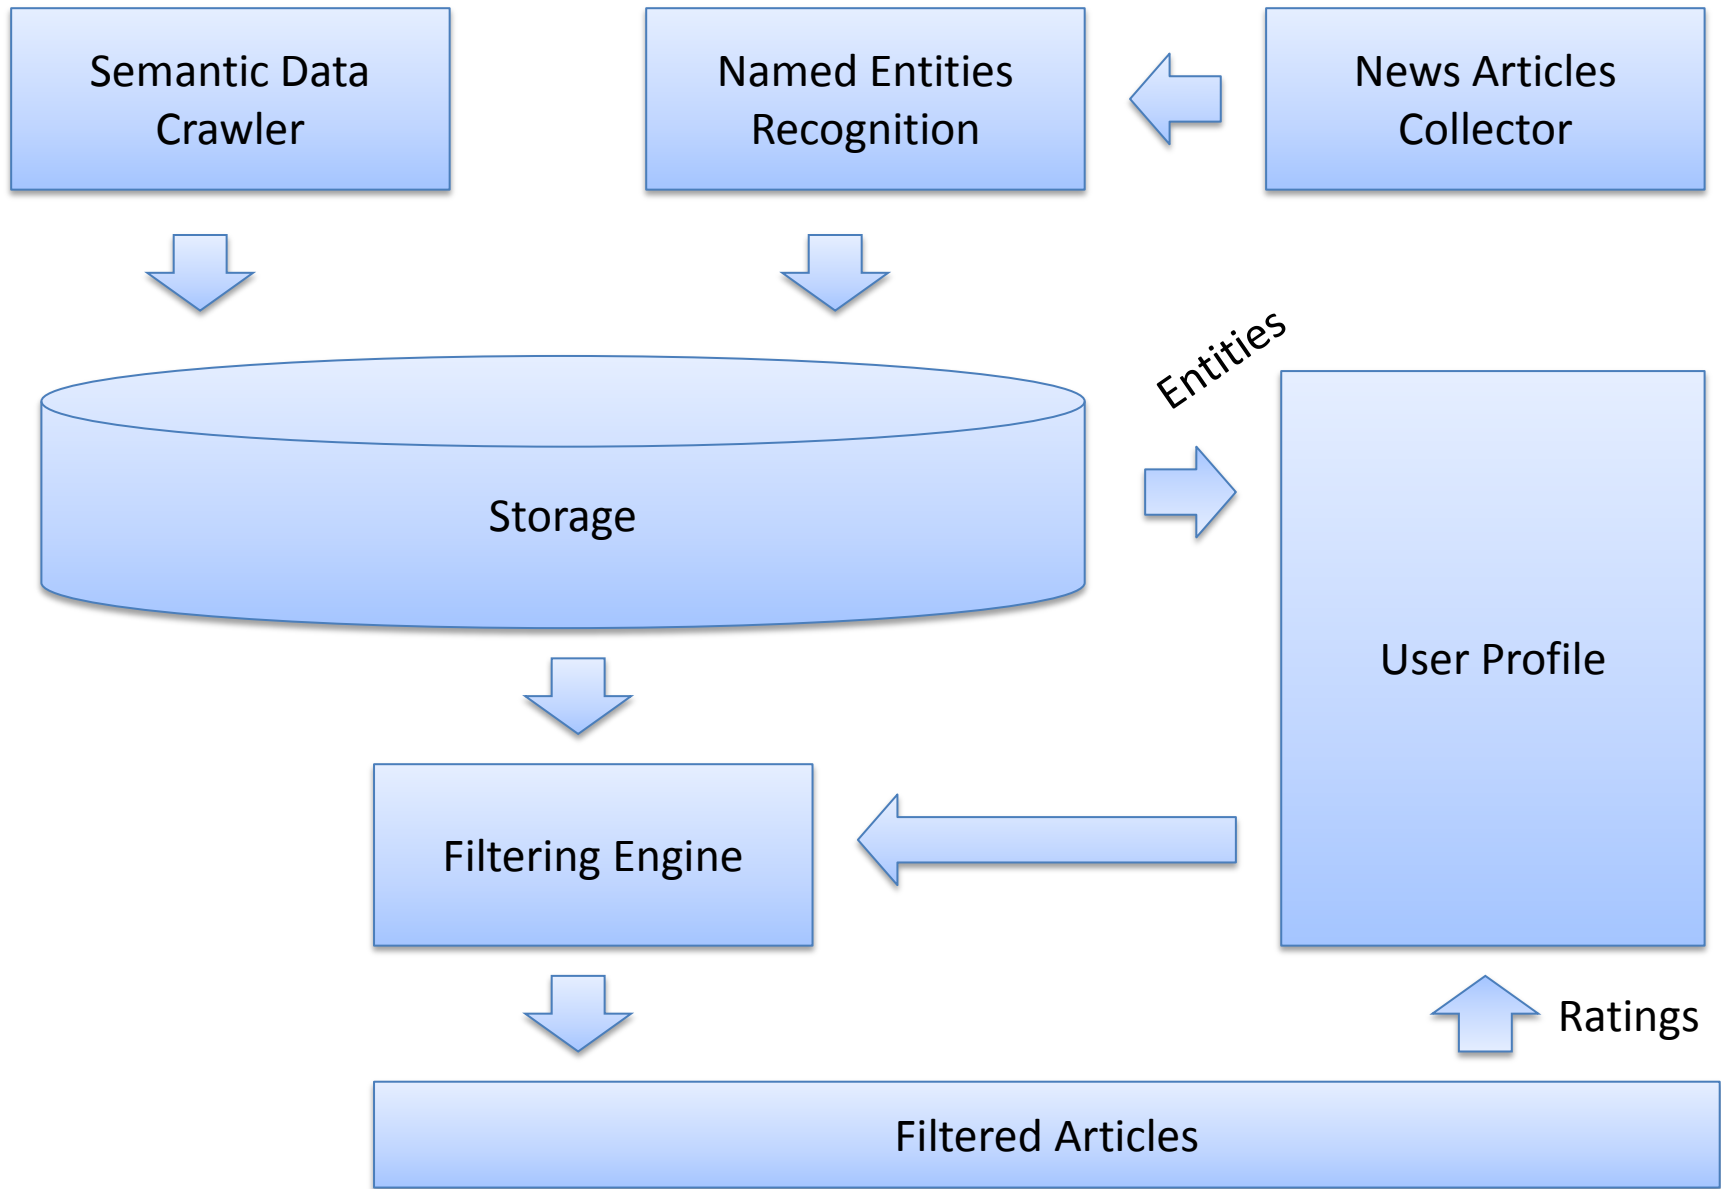 Semantic Data
Crawler
Named Entities
Recognition
News Articles
Collector
Entities
Storage
User Profile
Filtering Engine
Ratings
Filtered Articles